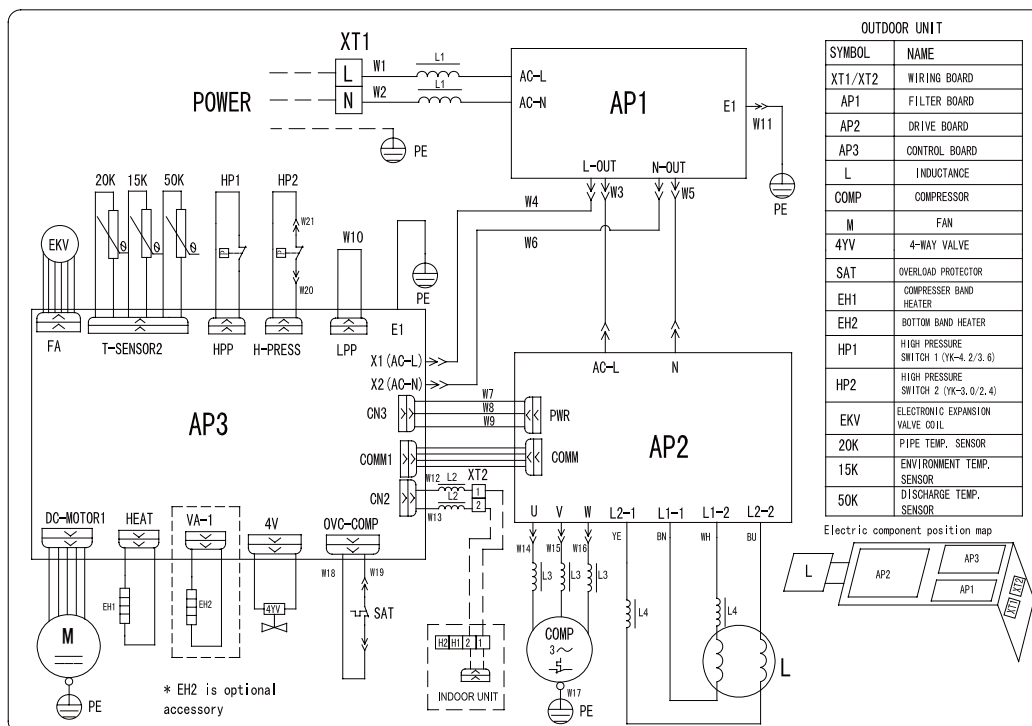 XT1
L
N
W1
W2
L1
L1
POWER
PE
AC-L
AC-N
AP1
E1
W11
PE
L-OUT
N-OUT
W3
W5
W4
W6
20K
15K
50K
HP1
HP2
W21
W20
W10
PE
EKV
FA
T-SENSOR2
HPP
H-PRESS
LPP
E1
X1(AC-L)
X2(AC-N)
AP3
CN3
W7
W8
W9
PWR
COMM1
COMM
CN2
W12
L2
L2
W13
XT2
1
2
AC-L
N
AP2
DC-MOTOR1
HEAT
VA-1
4V
OVC-COMP
W18
W19
EH1
EH2
4YV
SAT
M
PE
* EH2 is optional
accessory
H2
H1
2
1
INDOOR UNIT
U
V
W
L2-1
L1-1
L1-2
L2-2
W14
W15
W16
YE
BN
WH
BU
L3
L3
L3
L4
L4
COMP
3~
W17
PE
L
OUTDOOR UNIT
SYMBOL NAME
XT1/XT2 WIRING BOARD
AP1 FILTER BOARD
AP2 DRIVE BOARD
AP3 CONTROL BOARD
L INDUCTANCE
COMP COMPRESSOR
M FAN
4YV 4-WAY VALVE
SAT OVERLOAD PROTECTOR
EH1 COMPRESSER BAND
HEATER
EH2 BOTTOM BAND HEATER
HP1 HIGH PRESSURE
SWITCH 1 (YK-4.2/3.6)
HP2 HIGH PRESSURE
SWITCH 2 (YK-3.0/2.4)
EKV ELECTRONIC EXPANSION
VALVE COIL
20K PIPE TEMP. SENSOR
15K ENVIRONMENT TEMP.
SENSOR
50K DISCHARGE TEMP.
SENSOR
Electric component position map
L
AP2
AP3
AP1
XT1
XT2